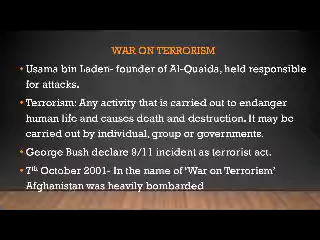 WAR ON TERRORISM
• Usama bin Laden- founder of Al-Quaida, held responsible
for attacks.
• Terrorism: Any activity that is carried out to endanger
human life and causes death and destruction. It may be
carried out by individual, group or governments.
• George Bush declare 9/11 incident as terrorist act.
• 7th October 2001- In the name of 'War on Terrorism'
Afghanistan was heavily bombarded